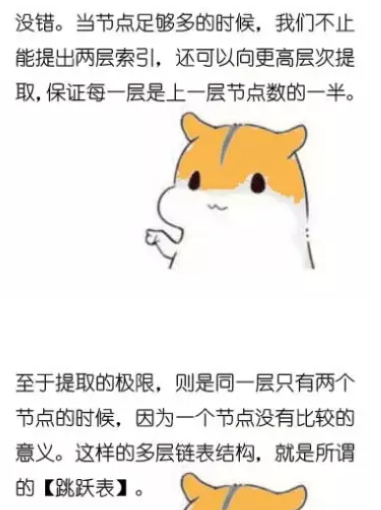 没错。当节点足够多的时候，我们不止
能提出两层索引，还可以向更高层次提
取，保证每一层是上一层节点数的一半。
至于提取的极限，则是同一层只有两个
节点的时候，因为一个节点没有比较的
意义。这样的多层链表结构，就是所谓
的【跳跃表】。